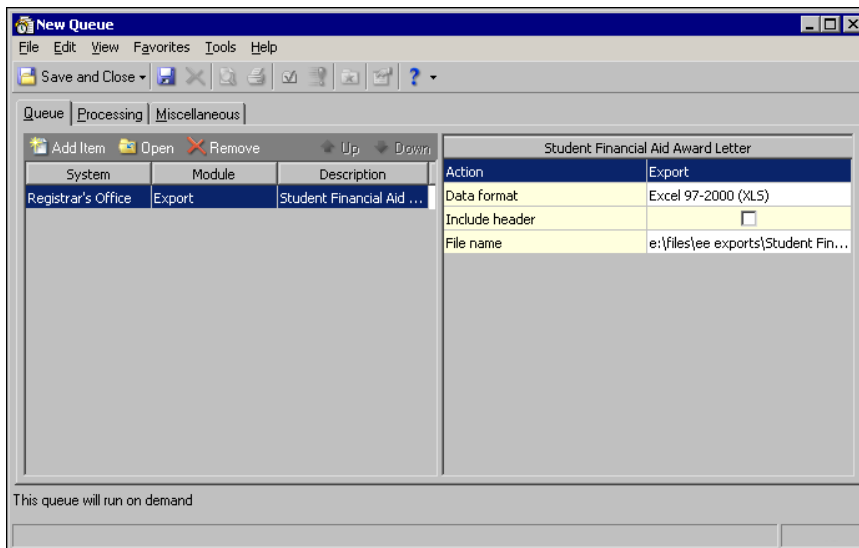 New Queue
File Edit View Favorites Tools Help
Save and Close
Queue Processing Miscellaneous
Add Item Open Remove Up Down
Student Financial Aid Award Letter
System Module Description
Action Export
Registrar's Office Export Student Financial Aid ...
Data format Excel 97-2000 (XLS)
Include header
File name e:\files\ee exports\Student Fin...
This queue will run on demand